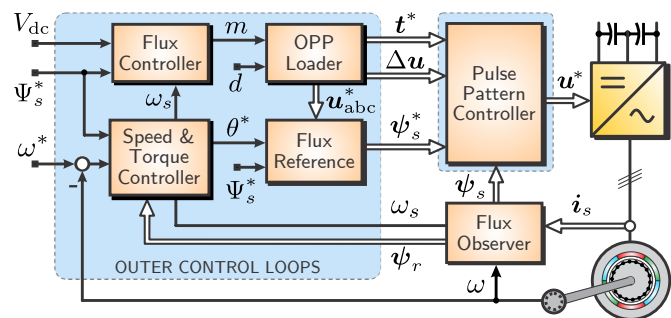 V_dc
Ψ_s^*
ω^*
-
Flux
Controller
m
OPP
Loader
d
ω_s
u_abc^*
t^*
Δu
Pulse
Pattern
Controller
u^*
Speed &
Torque
Controller
θ^*
Flux
Reference
Ψ_s^*
ψ_s^*
ψ_s
ω_s
ψ_r
Flux
Observer
i_s
OUTER CONTROL LOOPS
ω